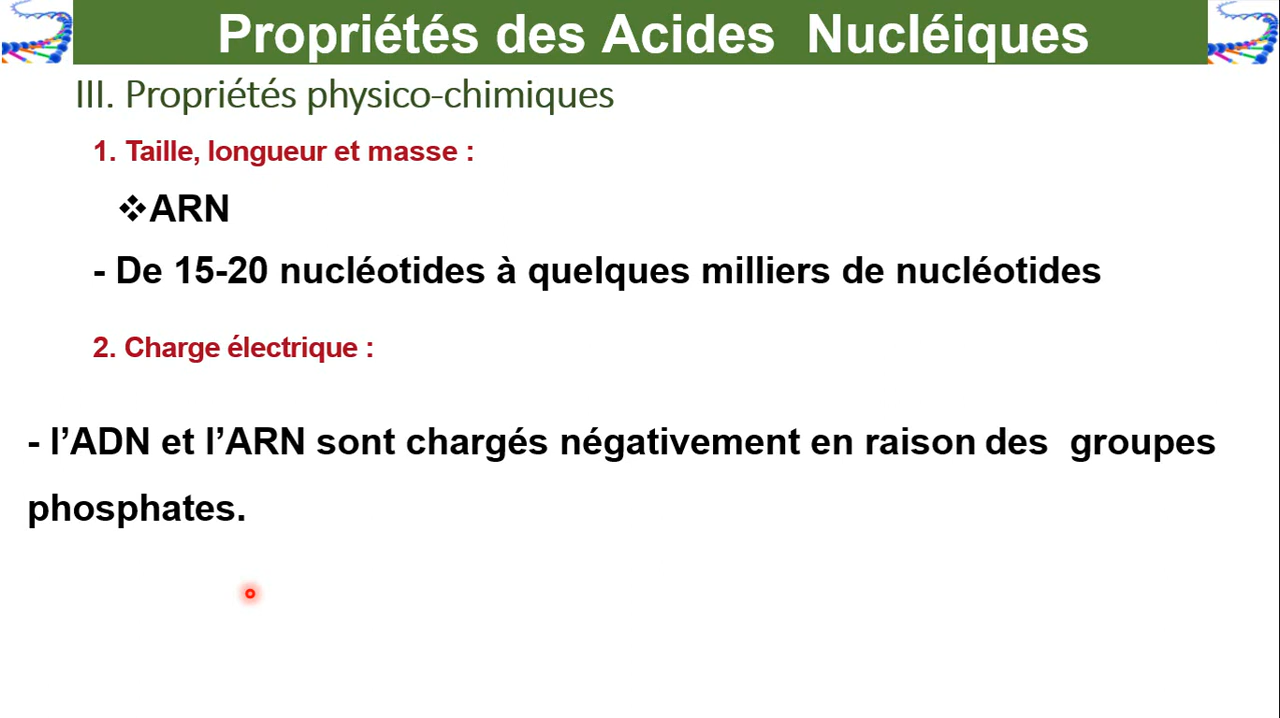 Propriétés des Acides Nucléiques
III. Propriétés physico-chimiques
1. Taille, longueur et masse :
❖ARN
- De 15-20 nucléotides à quelques milliers de nucléotides
2. Charge électrique :
- l’ADN et l’ARN sont chargés négativement en raison des groupes
phosphates.